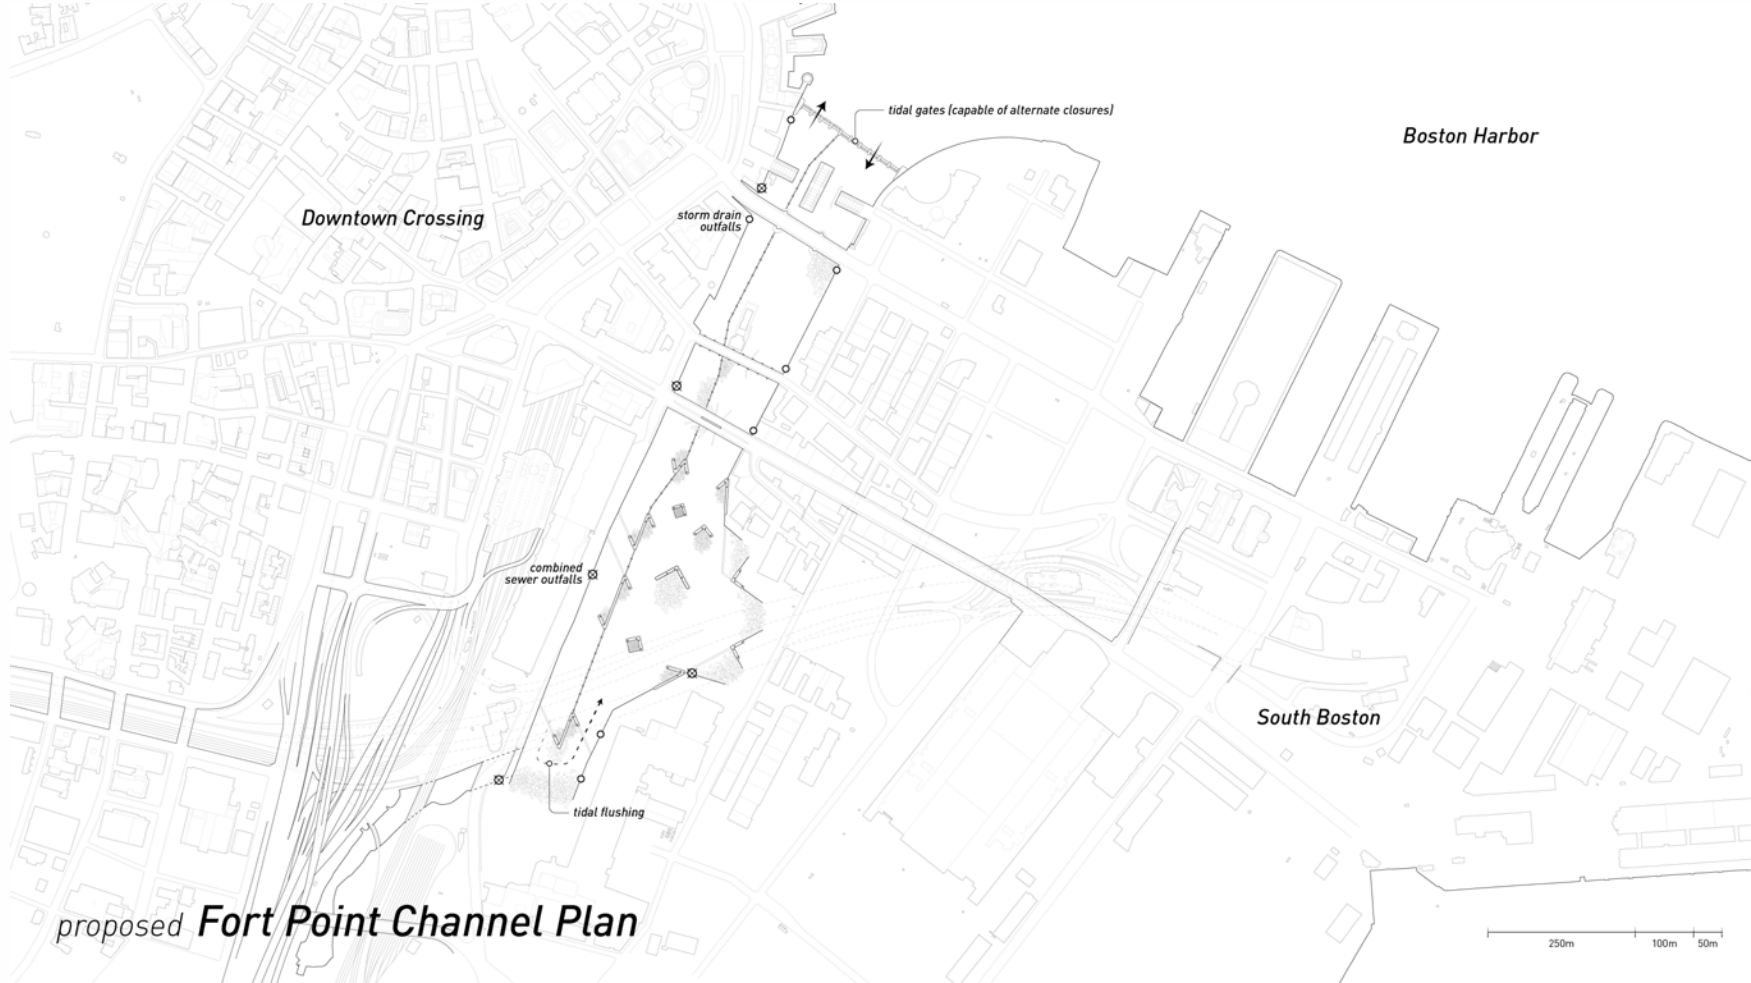 tidal gates (capable of alternate closures)
Boston Harbor
Downtown Crossing
storm drain
outfalls
combined
sewer outfalls
South Boston
tidal flushing
proposed Fort Point Channel Plan
250m 100m 50m